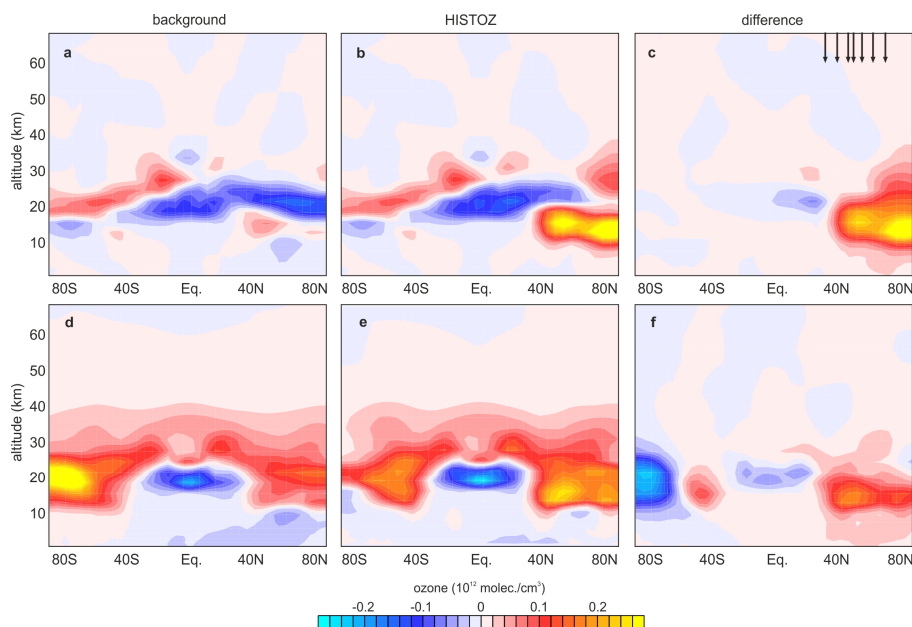 background HISTOZ difference
a b c
altitude (km)
60
50
40
30
20
10
80S 40S Eq. 40N 80N 80S 40S Eq. 40N 80N 80S 40S Eq. 40N 80N
d e f
altitude (km)
60
50
40
30
20
10
80S 40S Eq. 40N 80N 80S 40S Eq. 40N 80N 80S 40S Eq. 40N 80N
ozone (10¹² molec./cm³)
-0.2 -0.1 0 0.1 0.2